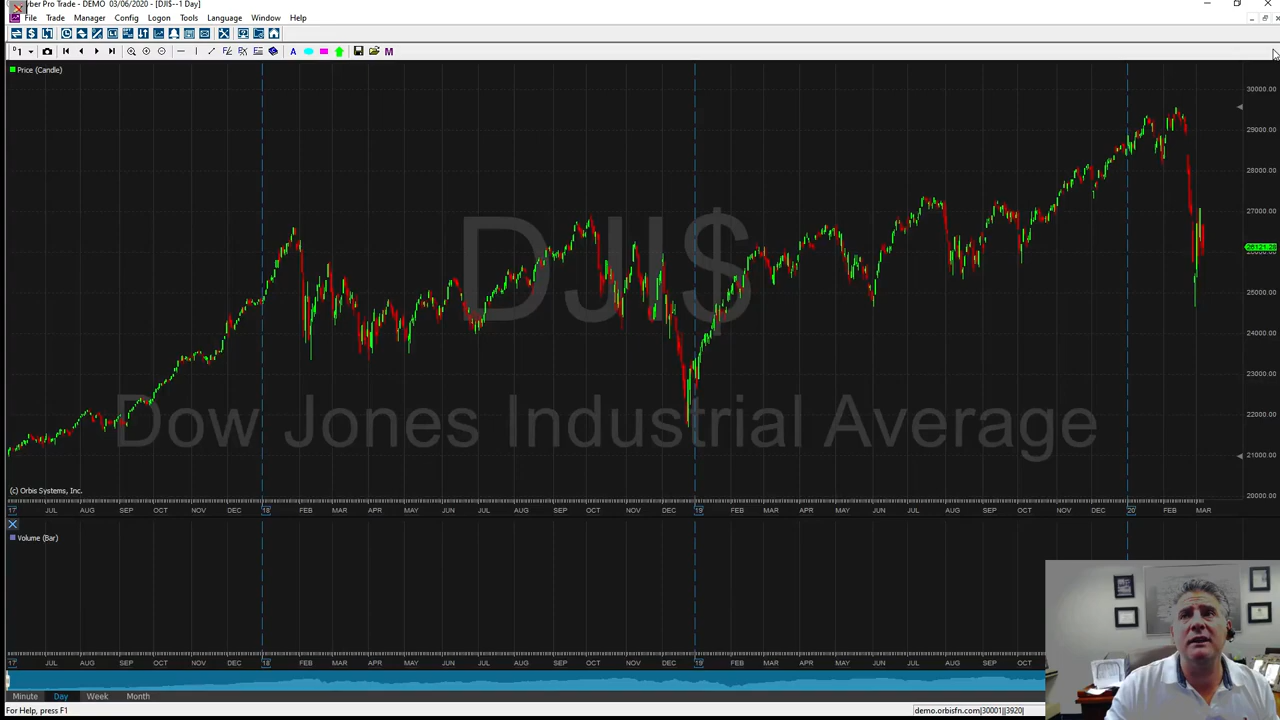 yber Pro Trade - DEMO 03/06/2020 - [DJI$--1 Day]
File Trade Manager Config Logon Tools Language Window Help
1 A M
Price (Candle)
30000.00
29000.00
28000.00
27000.00
26000.00
25000.00
24000.00
23000.00
22000.00
21000.00
20000.00
DJI$
Dow Jones Industrial Average
(c) Orbis Systems, Inc.
17 JUL AUG SEP OCT NOV DEC 18 FEB MAR APR MAY JUN JUL AUG SEP OCT NOV DEC 19 FEB MAR APR MAY JUN JUL AUG SEP OCT NOV DEC 20 FEB MAR
Volume (Bar)
17 JUL AUG SEP OCT NOV DEC 18 FEB MAR APR MAY JUN JUL AUG SEP OCT NOV DEC 19 FEB MAR APR MAY JUN JUL AUG SEP OCT
Minute Day Week Month
For Help, press F1
demo.orbisfn.com|30001||3920|